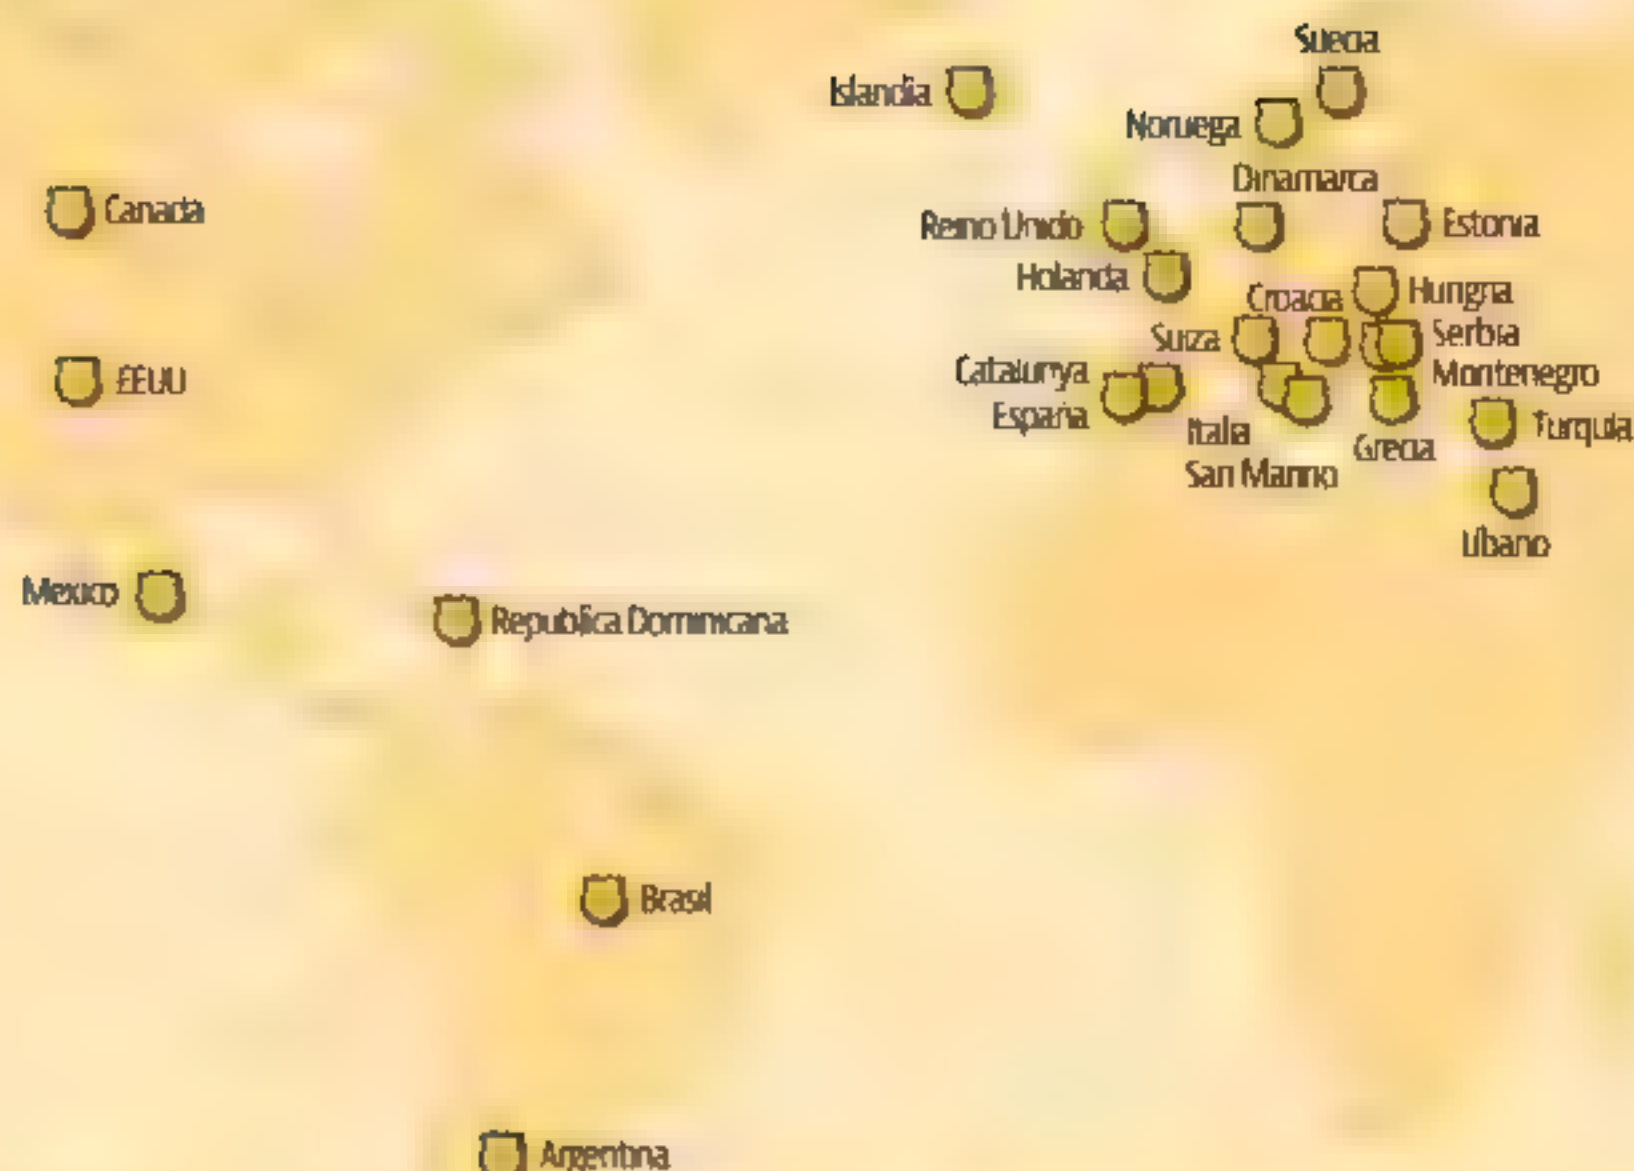 Suecia
Islandia
Noruega
Dinamarca
Canada
Reino Unido
Estonia
Holanda
Croacia
Hungria
Suiza
Serbia
Catalunya
Montenegro
EEUU
España
Italia
Turquia
Grecia
San Marino
Líbano
Mexico
Republica Dominicana
Brasil
Argentina